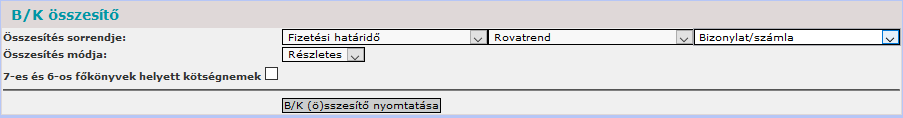 B/K összesítő
Összesítés sorrendje: Fizetési határidő Rovatrend Bizonylat/számla
Összesítés módja: Részletes
7-es és 6-os főkönyvek helyett kötségnemek
B/K (ö)sszesítő nyomtatása